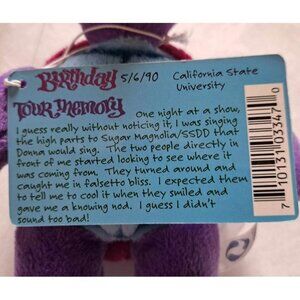 Birthday 5/6/90 California State
University
Tour Memory
One night at a show,
I guess really without noticing it, I was singing
the high parts to Sugar Magnolia/SSDD that
Donna would sing. The two people directly in
front of me started looking to see where it
was coming from. They turned around and
caught me in falsetto bliss. I expected them
to tell me to cool it when they smiled and
gave me a knowing nod. I guess I didn't
sound too bad!
7 10131 03347 0